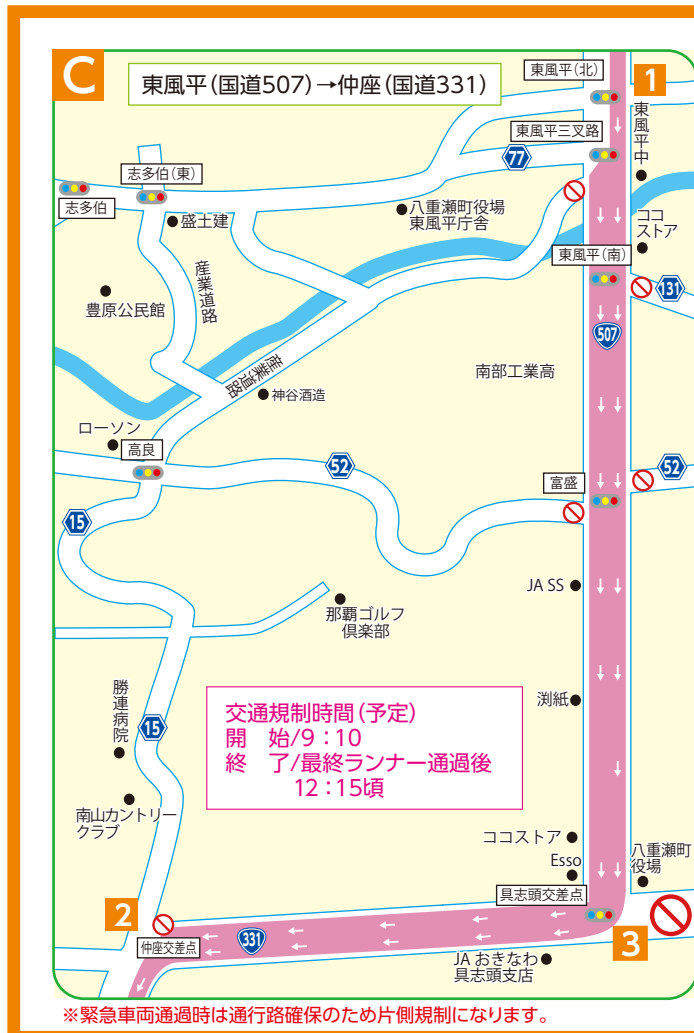 C
東風平(国道507)→仲座(国道331)
東風平(北)
1
東風平三叉路
東風平中
77
志多伯(東)
志多伯
盛土建
八重瀬町役場
東風平庁舎
ココ
ストア
東風平(南)
131
産業道路
豊原公民館
507
南部工業高
産業道路
神谷酒造
ローソン
高良
52
富盛
52
15
JA SS
那覇ゴルフ
倶楽部
勝連病院
15
渕紙
交通規制時間(予定)
開 始/9:10
終 了/最終ランナー通過後
12:15頃
南山カントリー
クラブ
ココストア
Esso
八重瀬町
役場
具志頭交差点
2
仲座交差点
331
3
JA おきなわ
具志頭支店
※緊急車両通過時は通行路確保のため片側規制になります。